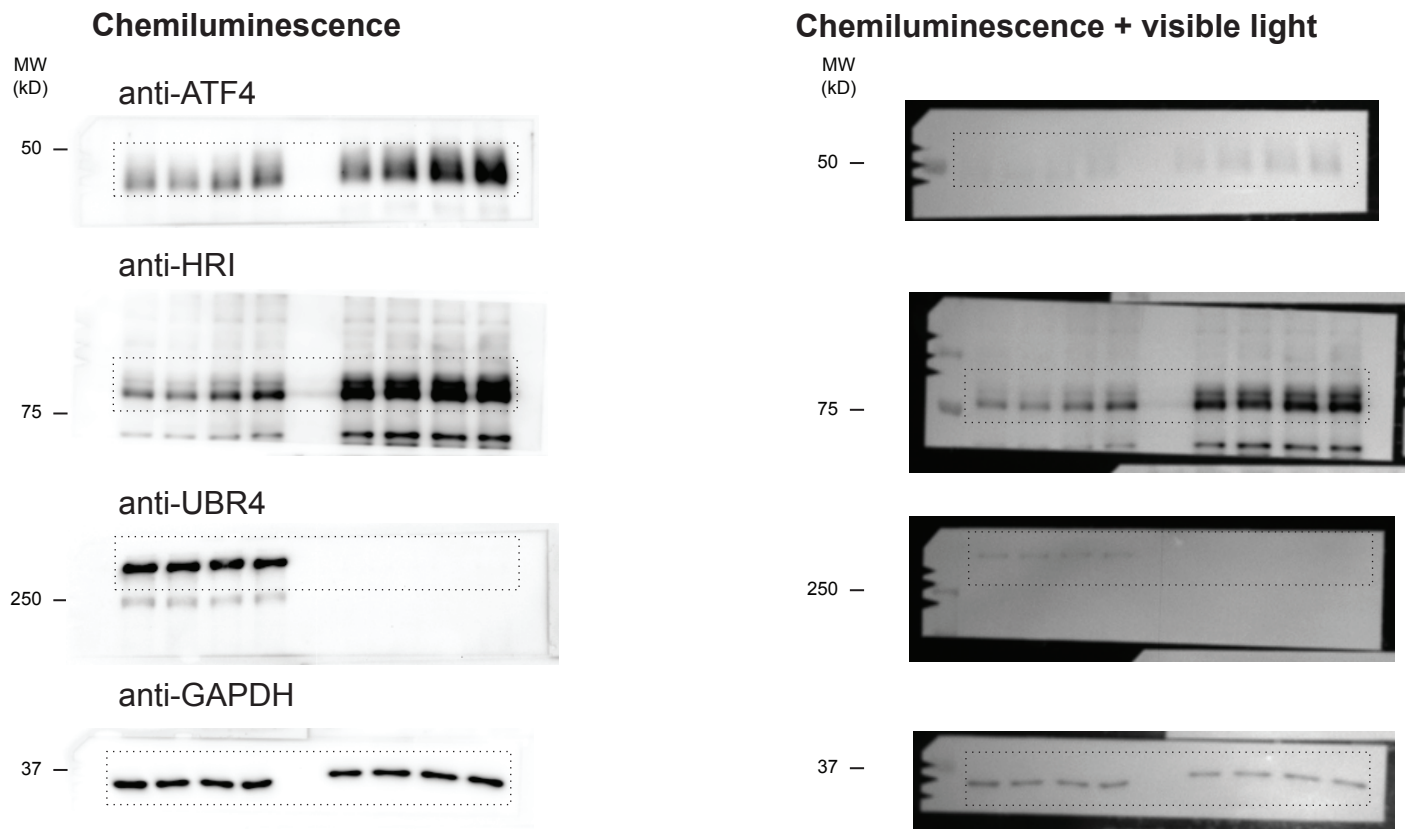 Chemiluminescence
MW
(kD)
anti-ATF4
50
anti-HRI
75
anti-UBR4
250
anti-GAPDH
37
Chemiluminescence + visible light
MW
(kD)
50
75
250
37